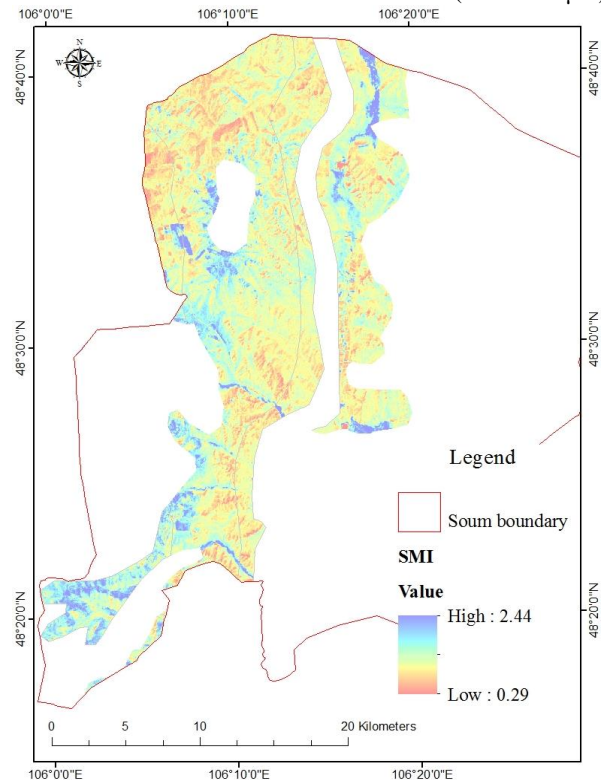 106°0'0"E 106°10'0"E 106°20'0"E
N
W E
S
48°40'0"N 48°40'0"N
48°30'0"N 48°30'0"N
Legend
Soum boundary
SMI
Value
High : 2.44
Low : 0.29
48°20'0"N 48°20'0"N
0 5 10 20 Kilometers
106°0'0"E 106°10'0"E 106°20'0"E